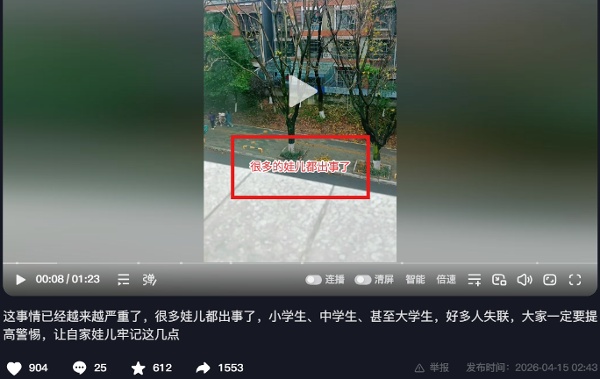 很多的娃儿都出事了
00:08 / 01:23
弹
连播
清屏
智能
倍速
这事情已经越来越严重了，很多娃儿都出事了，小学生、中学生、甚至大学生，好多人失联，大家一定要提
高警惕，让自家娃儿牢记这几点
904
25
612
1553
举报
发布时间：2026-04-15 02:43